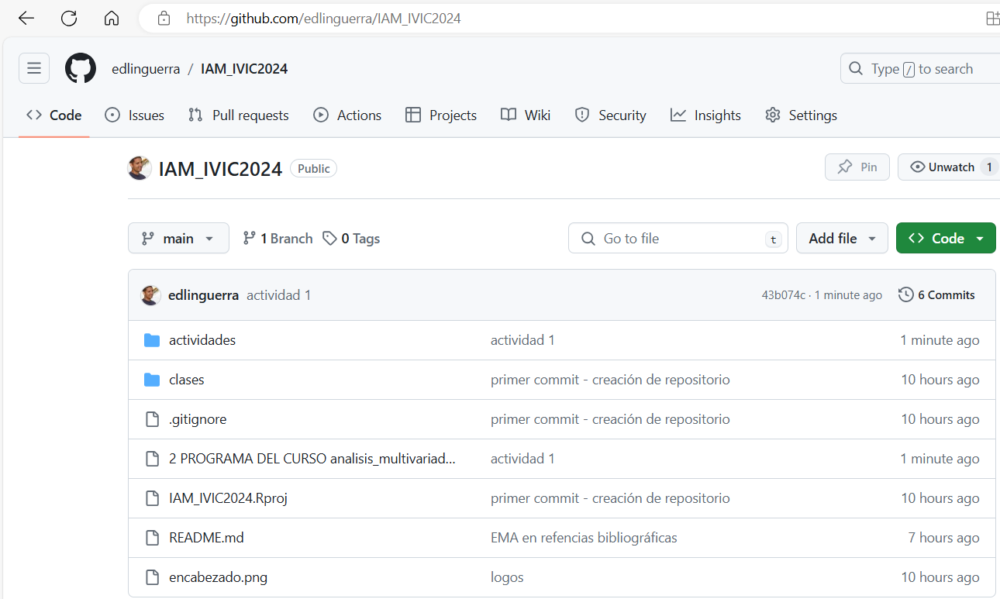 https://github.com/edlinguerra/IAM_IVIC2024
edlinguerra / IAM_IVIC2024
Type / to search
Code Issues Pull requests Actions Projects Wiki Security Insights Settings
IAM_IVIC2024 Public Pin Unwatch 1
main 1 Branch 0 Tags Go to file t Add file Code
edlinguerra actividad 1 43b074c · 1 minute ago 6 Commits
actividades actividad 1 1 minute ago
clases primer commit - creación de repositorio 10 hours ago
.gitignore primer commit - creación de repositorio 10 hours ago
2 PROGRAMA DEL CURSO analisis_multivariad... actividad 1 1 minute ago
IAM_IVIC2024.Rproj primer commit - creación de repositorio 10 hours ago
README.md EMA en refencias bibliográficas 7 hours ago
encabezado.png logos 10 hours ago